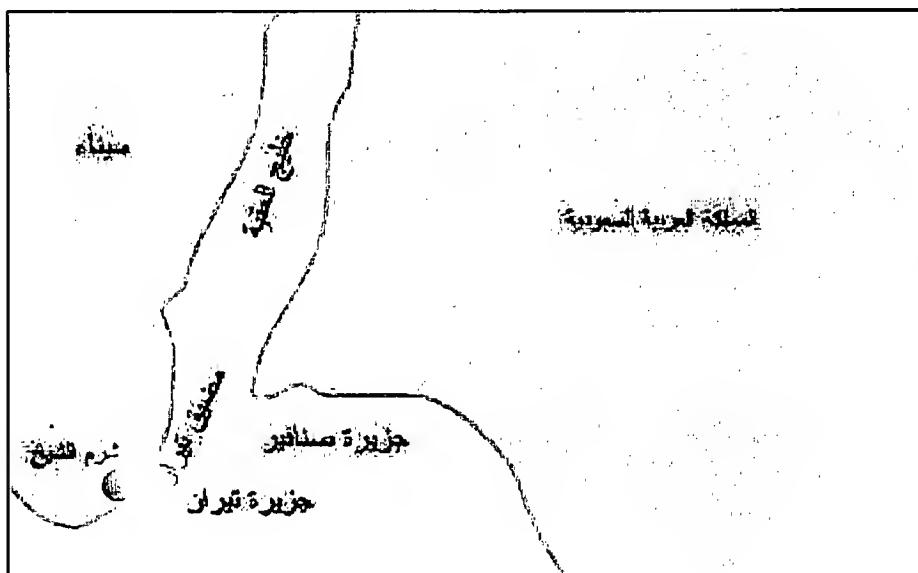 سيناء
خليج العقبة
المملكة العربية السعودية
مضيق
جزيرة صنافير
شرم الشيخ
جزيرة تيران